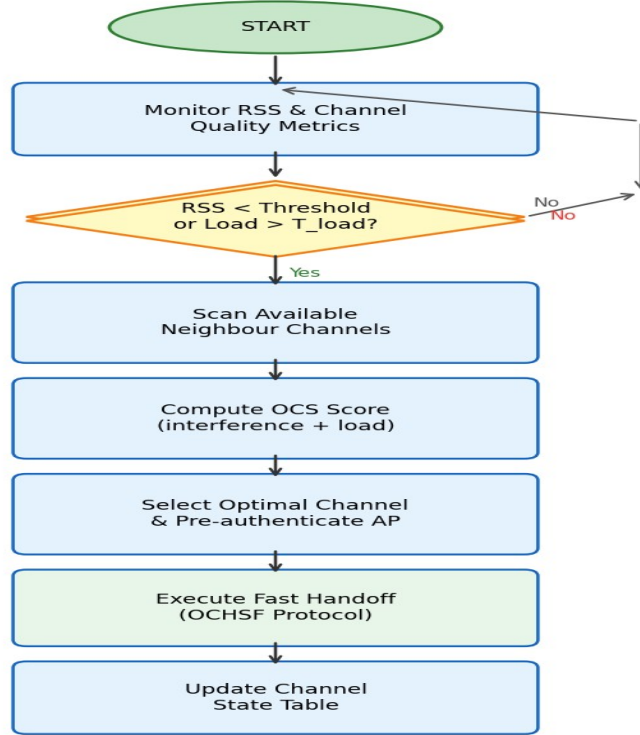 START
Monitor RSS & Channel
Quality Metrics
RSS < Threshold
or Load > T_load?
No
No
Yes
Scan Available
Neighbour Channels
Compute OCS Score
(interference + load)
Select Optimal Channel
& Pre-authenticate AP
Execute Fast Handoff
(OCHSF Protocol)
Update Channel
State Table